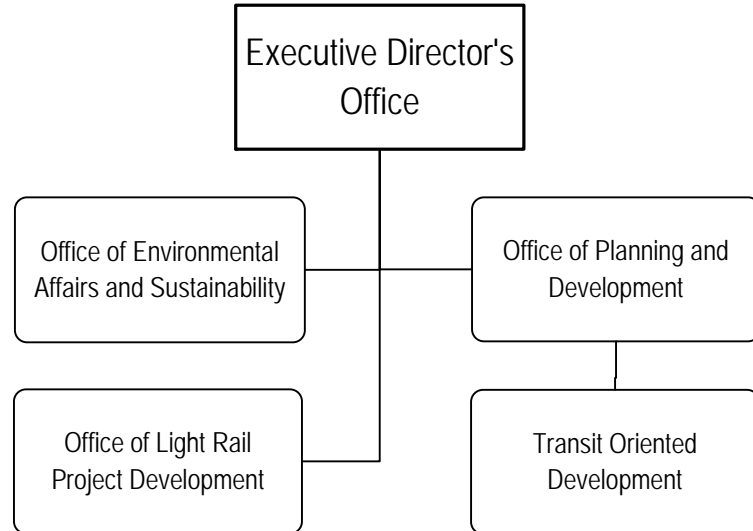 Executive Director's
Office
Office of Environmental
Affairs and Sustainability
Office of Planning and
Development
Office of Light Rail
Project Development
Transit Oriented
Development